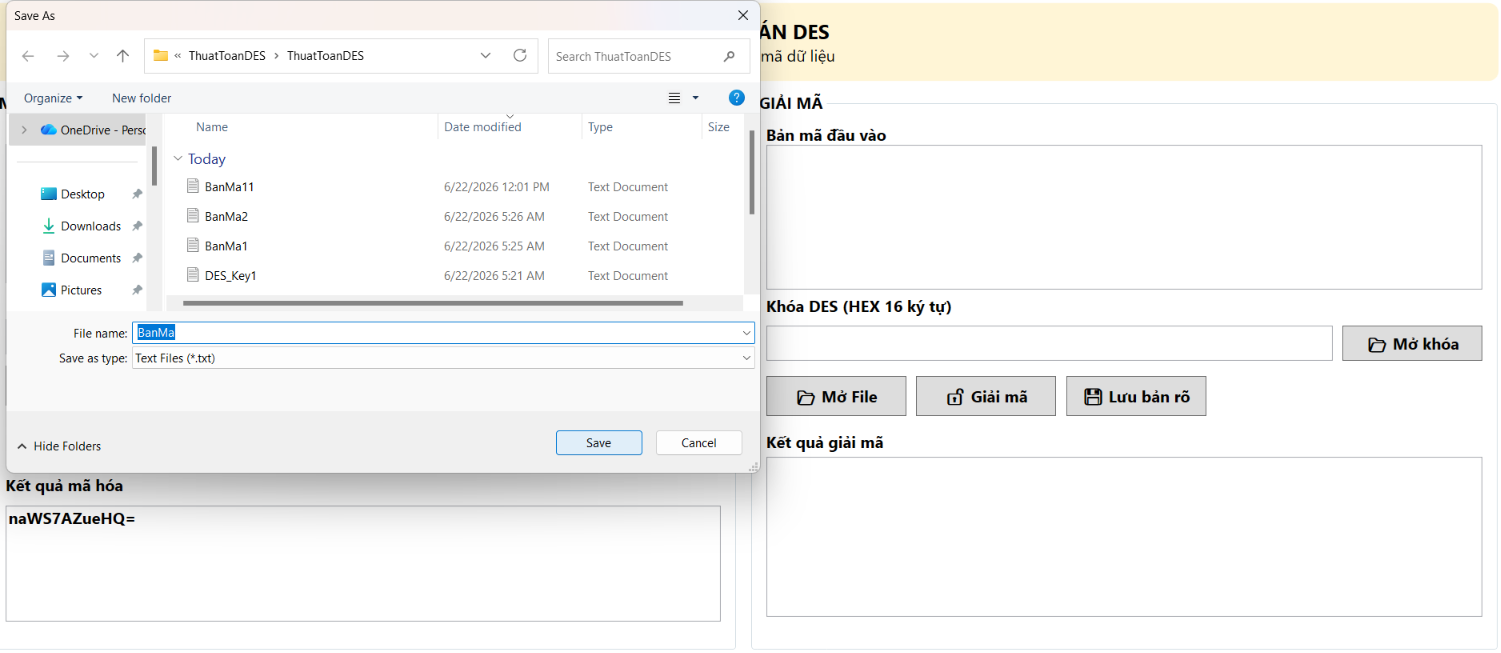 Save As
« ThuatToanDES › ThuatToanDES
Search ThuatToanDES
Organize
New folder
OneDrive - Perso
Desktop
Downloads
Documents
Pictures
Name Date modified Type Size
Today
BanMa11 6/22/2026 12:01 PM Text Document
BanMa2 6/22/2026 5:26 AM Text Document
BanMa1 6/22/2026 5:25 AM Text Document
DES_Key1 6/22/2026 5:21 AM Text Document
File name: BanMa
Save as type: Text Files (*.txt)
Hide Folders
Save
Cancel
Kết quả mã hóa
naWS7AZueHQ=
ÁN DES
mã dữ liệu
GIẢI MÃ
Bản mã đầu vào
Khóa DES (HEX 16 ký tự)
Mở khóa
Mở File
Giải mã
Lưu bản rõ
Kết quả giải mã